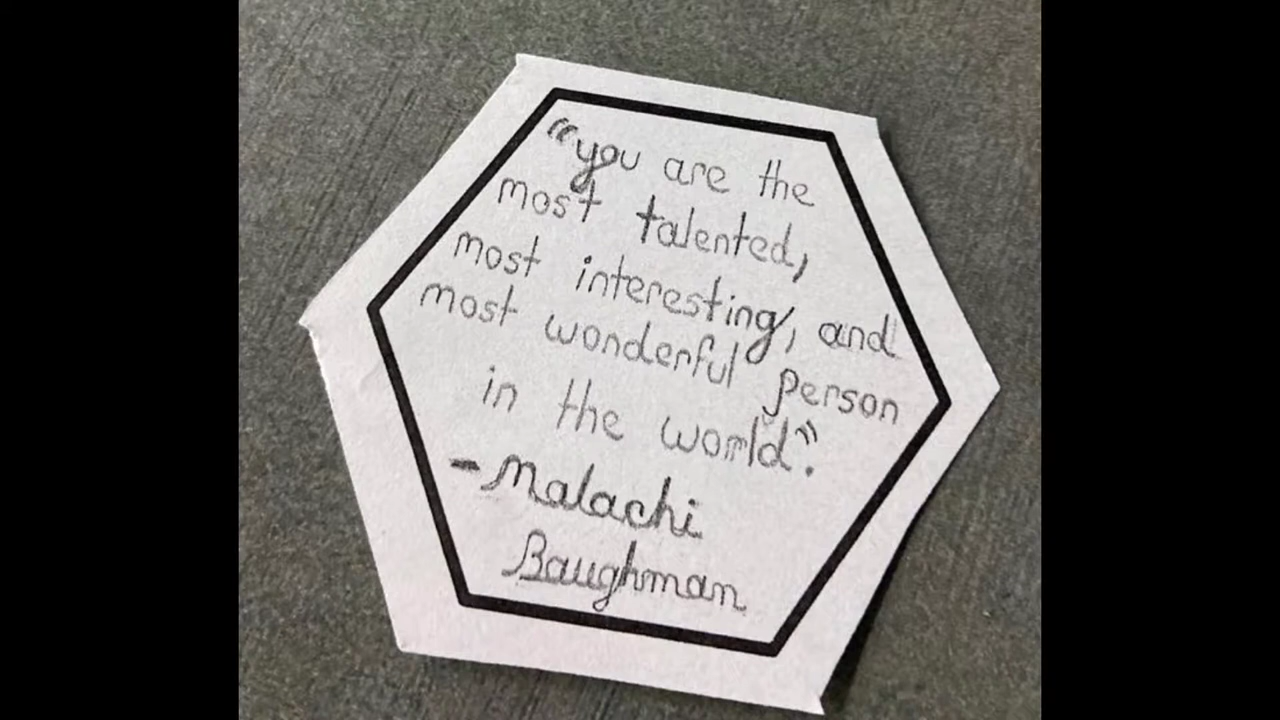 “you are the
most talented,
most interesting, and
most wonderful person
in the world”.
-Malachi
Baughman